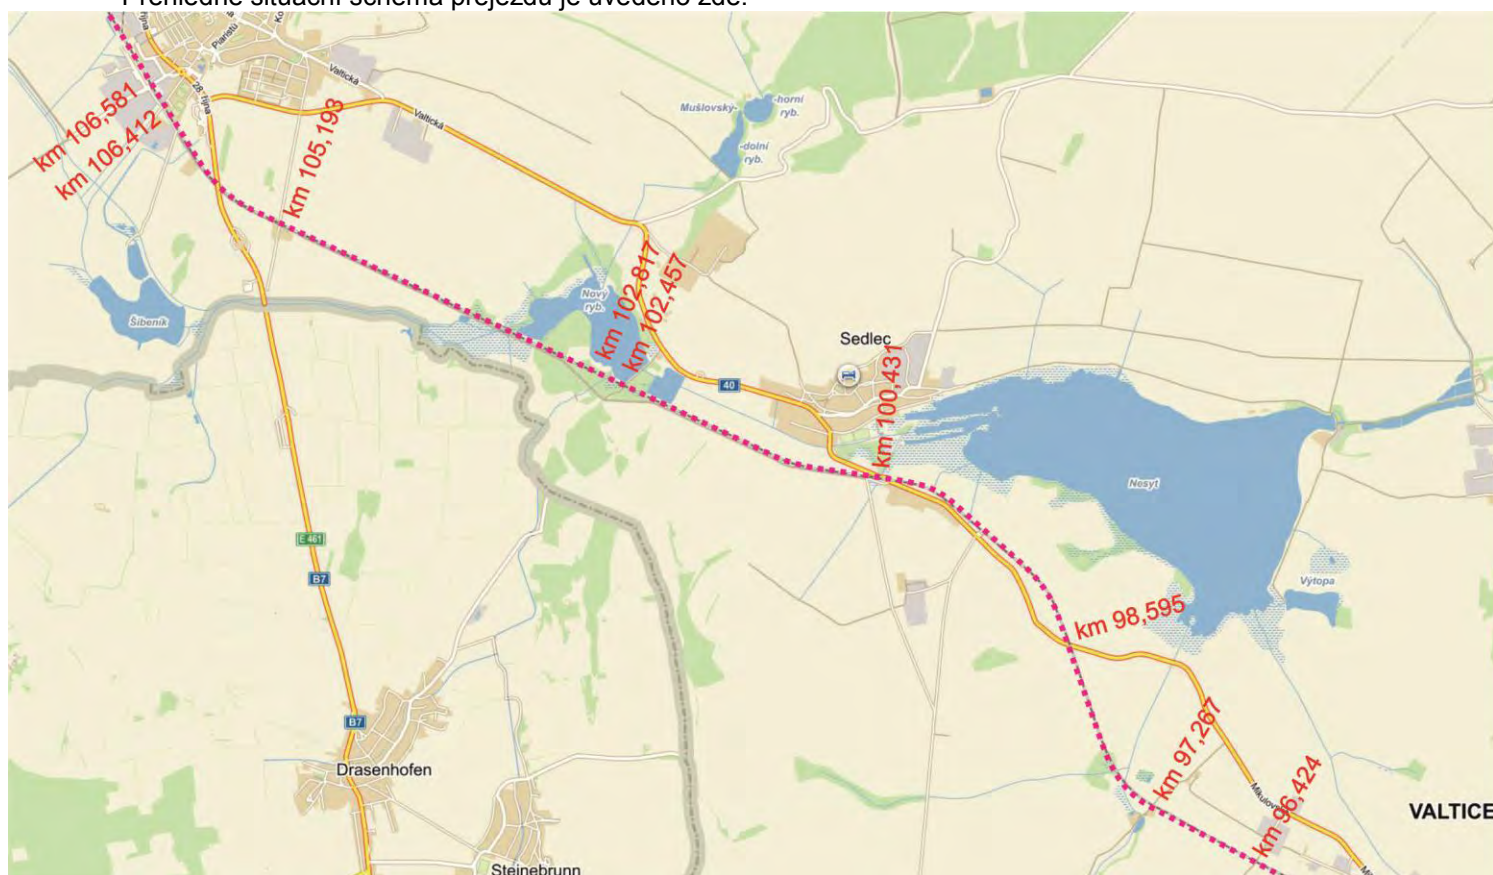 Přehledné situační schéma přejezdů je uvedeno zde:
Piaristů
28. října
Valtická
Valtická
km 106,581
km 106,412
km 105,193
Mušlovský-
-horní
ryb.
-dolní
ryb.
Šibeník
Nový
ryb.
km 102,817
km 102,457
Sedlec
40
km 100,431
Nesyt
Výtopa
E 461
B7
km 98,595
B7
Drasenhofen
km 97,267
km 96,424
VALTICE
Steinebrunn